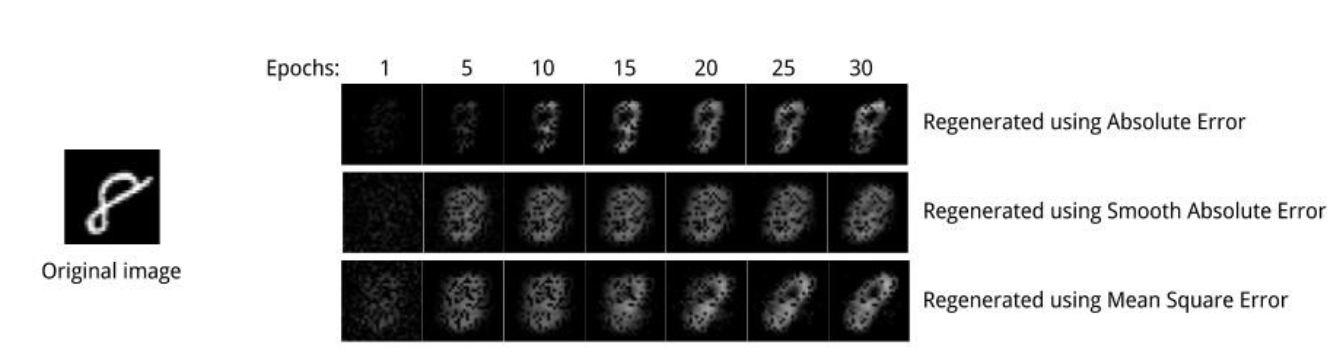 Epochs: 1 5 10 15 20 25 30
Regenerated using Absolute Error
Regenerated using Smooth Absolute Error
Original image
Regenerated using Mean Square Error